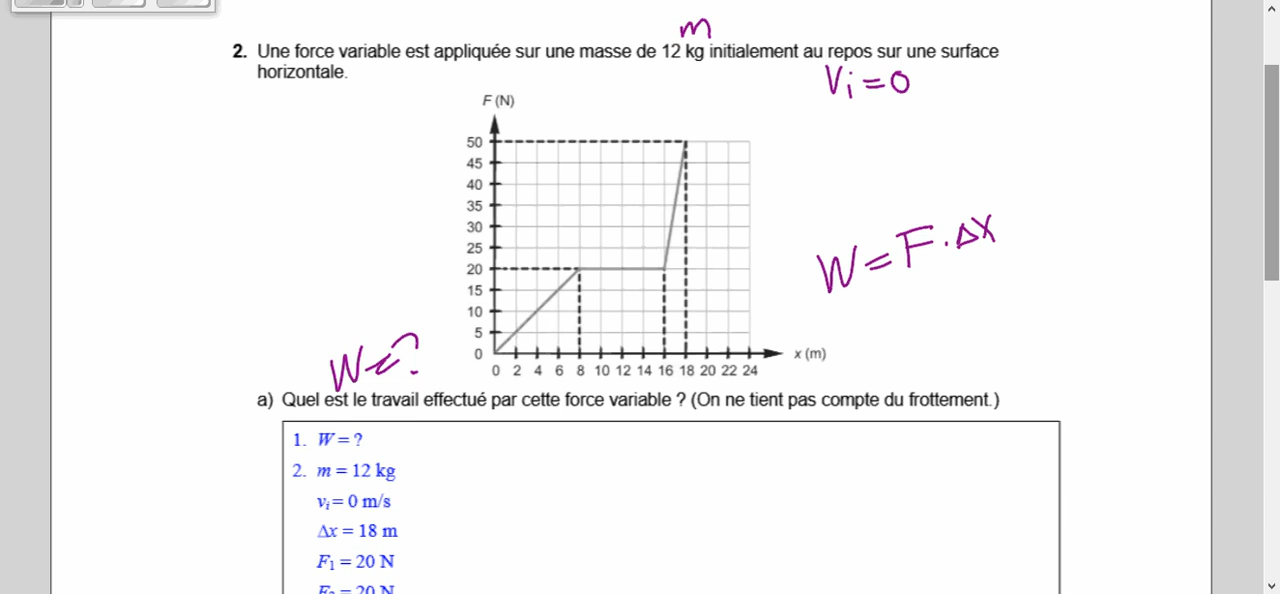 m
2. Une force variable est appliquée sur une masse de 12 kg initialement au repos sur une surface
horizontale.
Vi=0
F (N)
50
45
40
35
30
25
20
15
10
5
0
W=F.Δx
0 2 4 6 8 10 12 14 16 18 20 22 24
x (m)
W=?
a) Quel est le travail effectué par cette force variable ? (On ne tient pas compte du frottement.)
1. W = ?
2. m = 12 kg
vi = 0 m/s
Δx = 18 m
F1 = 20 N
F2 = 20 N